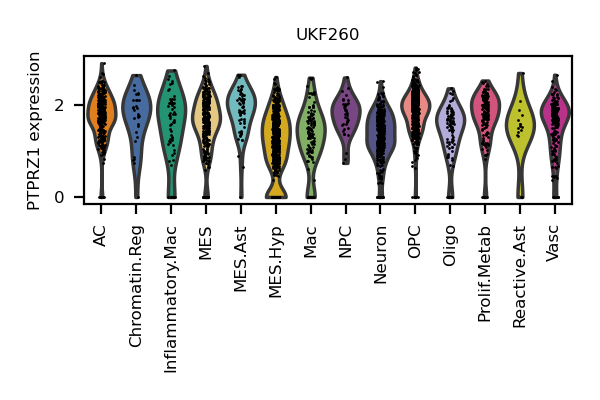 UKF260
PTPRZ1 expression
2
0
AC
Chromatin.Reg
Inflammatory.Mac
MES
MES.Ast
MES.Hyp
Mac
NPC
Neuron
OPC
Oligo
Prolif.Metab
Reactive.Ast
Vasc